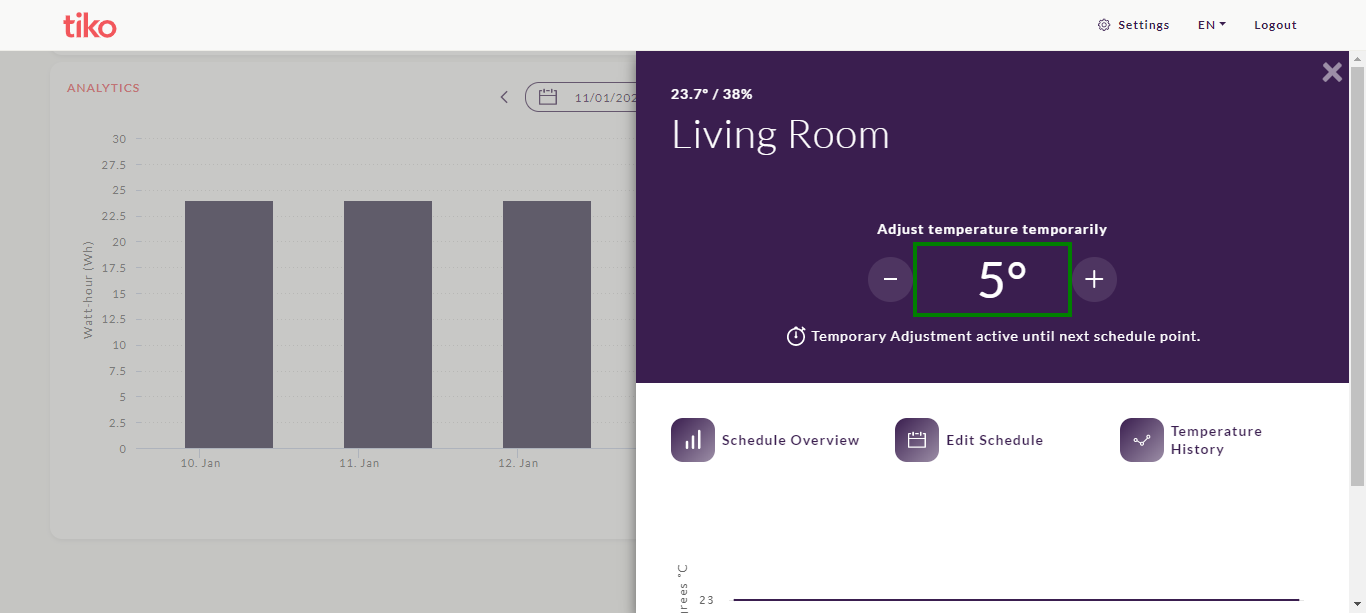 tiko
Settings
EN
Logout
ANALYTICS
11/01/202
30
27.5
25
22.5
20
17.5
15
12.5
10
7.5
5
2.5
0
Watt-hour (Wh)
10. Jan
11. Jan
12. Jan
23.7° / 38%
Living Room
Adjust temperature temporarily
5°
Temporary Adjustment active until next schedule point.
Schedule Overview
Edit Schedule
Temperature
History
23